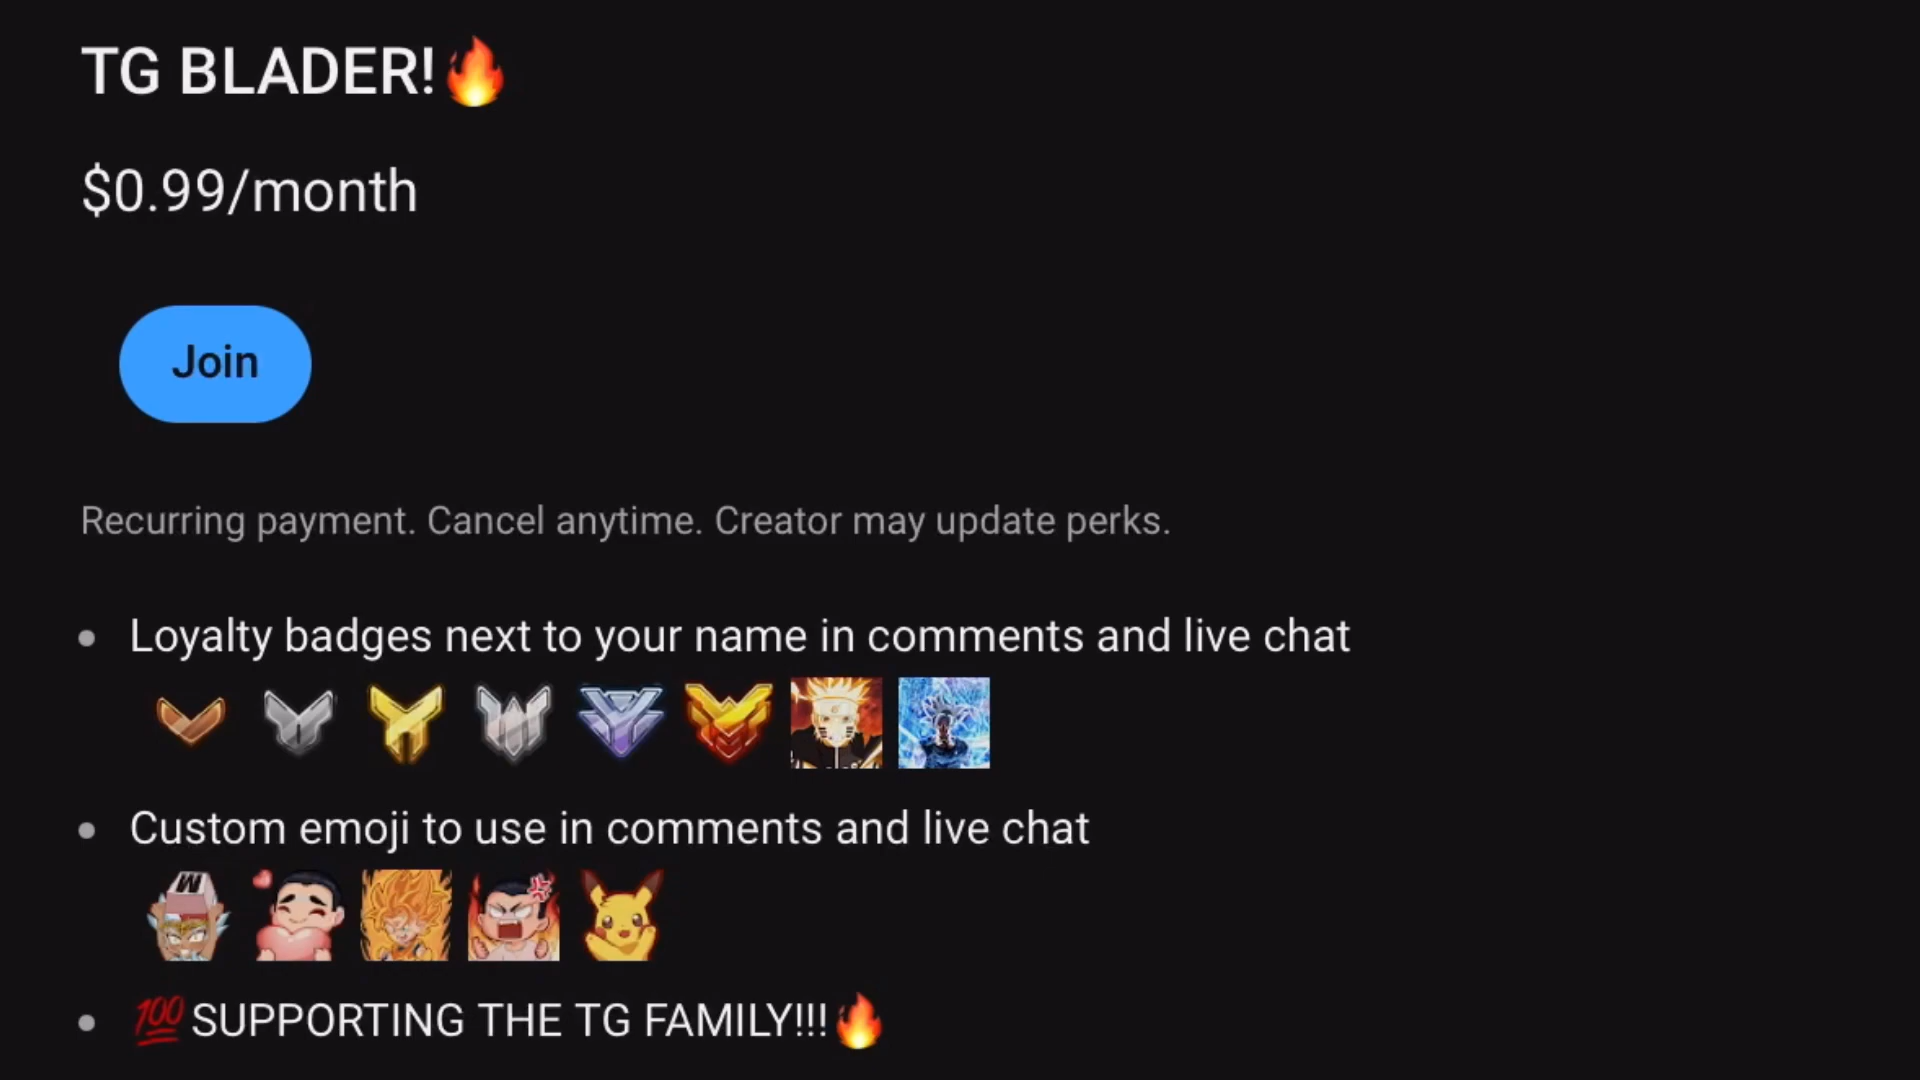 TG BLADER!🔥
$0.99/month
Join
Recurring payment. Cancel anytime. Creator may update perks.
• Loyalty badges next to your name in comments and live chat
• Custom emoji to use in comments and live chat
W
• 💯SUPPORTING THE TG FAMILY!!!🔥